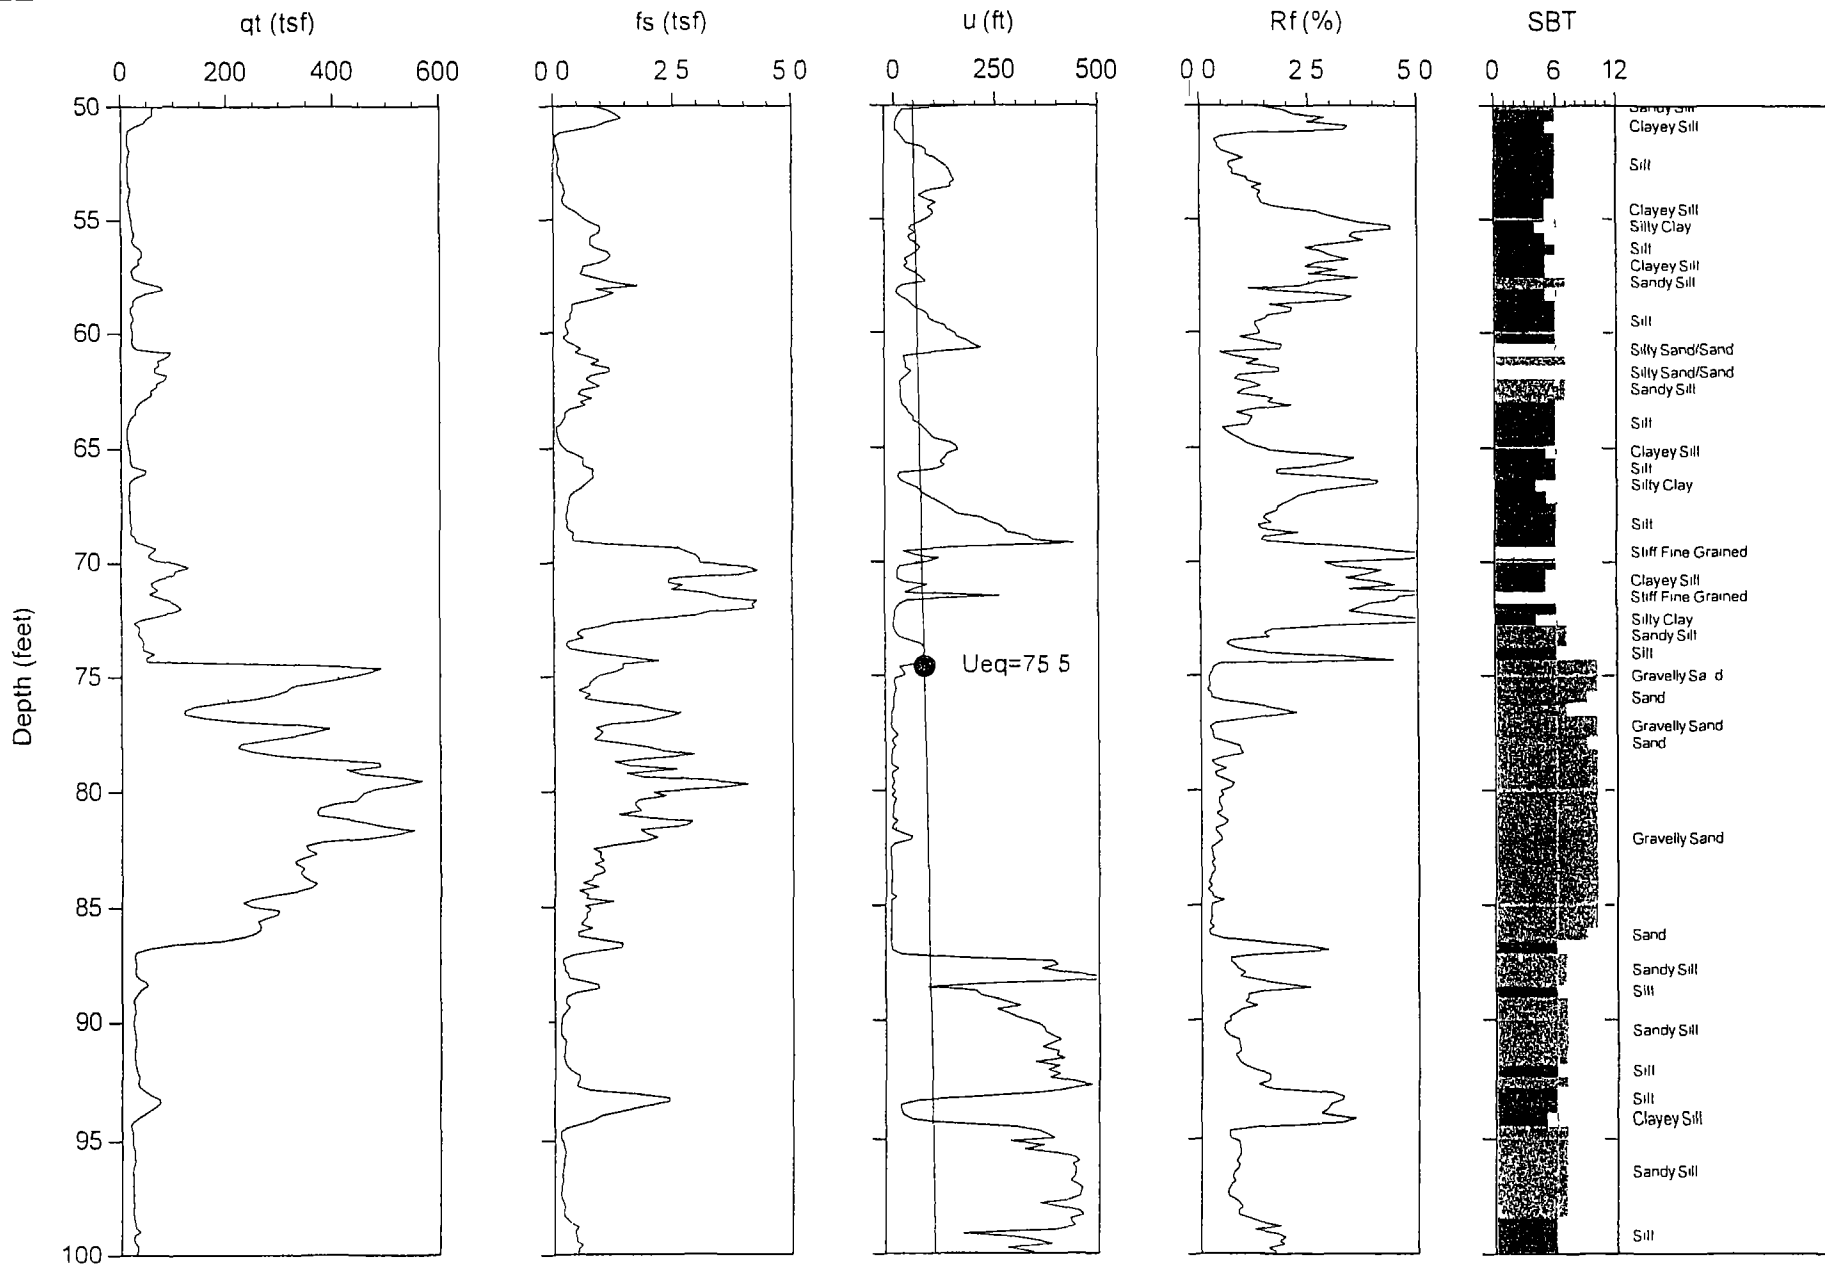 qt (tsf) fs (tsf) u (ft) Rf (%) SBT
0 200 400 600 0 0 2 5 5 0 0 250 500 0 0 2 5 5 0 0 6 12
50
Sandy Silt
Clayey Silt
Silt
Clayey Silt
55
Silty Clay
Silt
Clayey Silt
Sandy Silt
Silt
60
Silty Sand/Sand
Silty Sand/Sand
Sandy Silt
Silt
65
Clayey Silt
Silt
Silty Clay
Silt
Stiff Fine Grained
70
Clayey Silt
Stiff Fine Grained
Silty Clay
Sandy Silt
Silt
Ueq=75 5
75
Gravelly Sa d
Sand
Depth (feet)
Gravelly Sand
Sand
80
Gravelly Sand
85
Sand
Sandy Silt
Silt
90
Sandy Silt
Silt
Silt
Clayey Silt
95
Sandy Silt
Silt
100